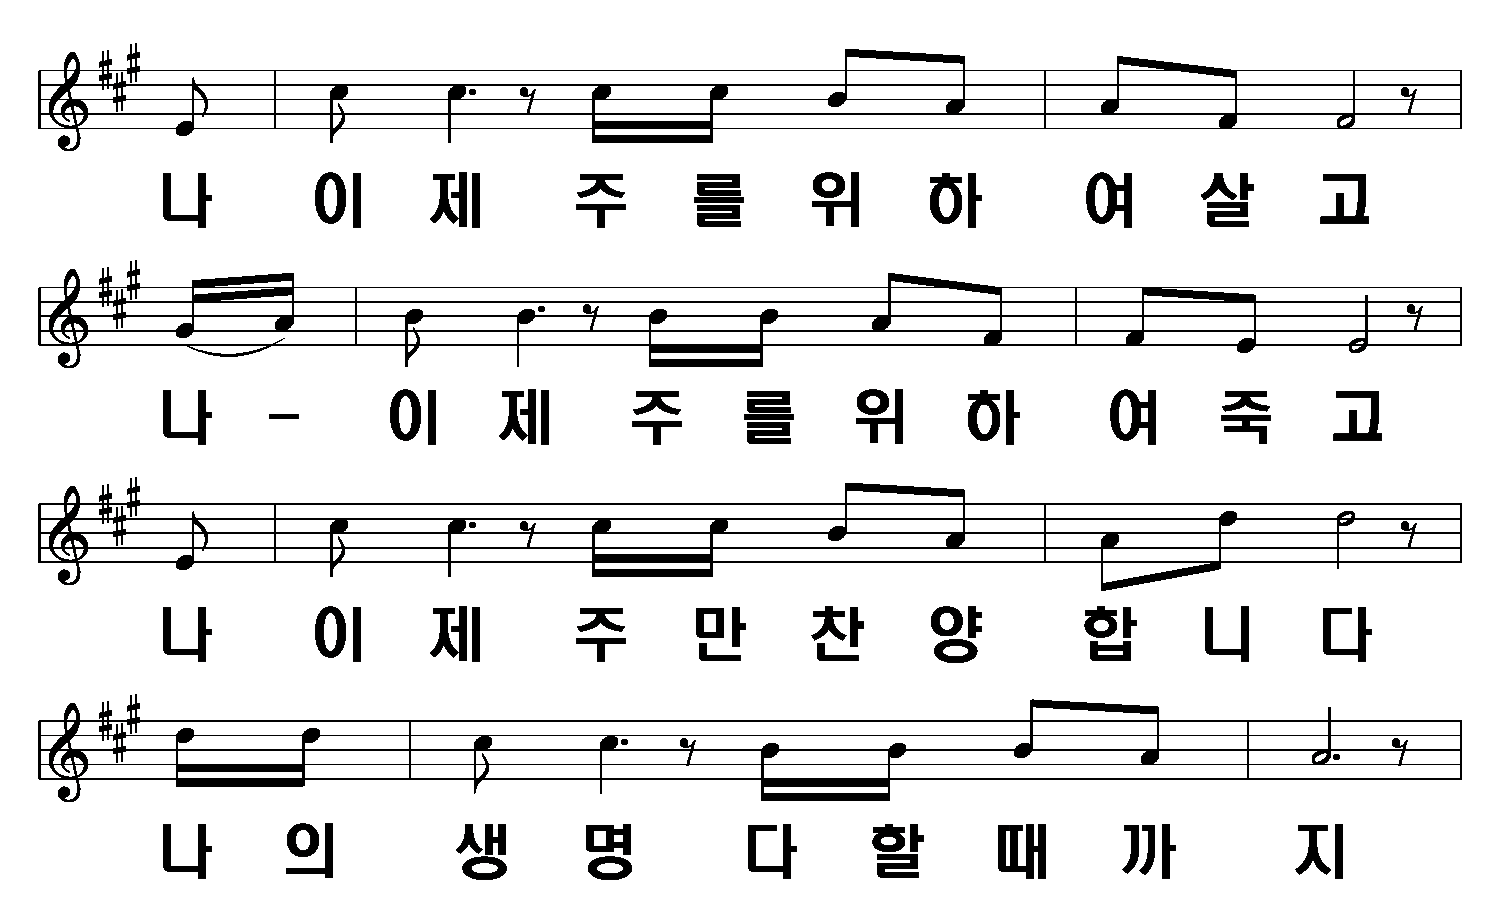 나 이 제 주 를 위 하 여 살 고
나 - 이 제 주 를 위 하 여 죽 고
나 이 제 주 만 찬 양 합 니 다
나 의 생 명 다 할 때 까 지